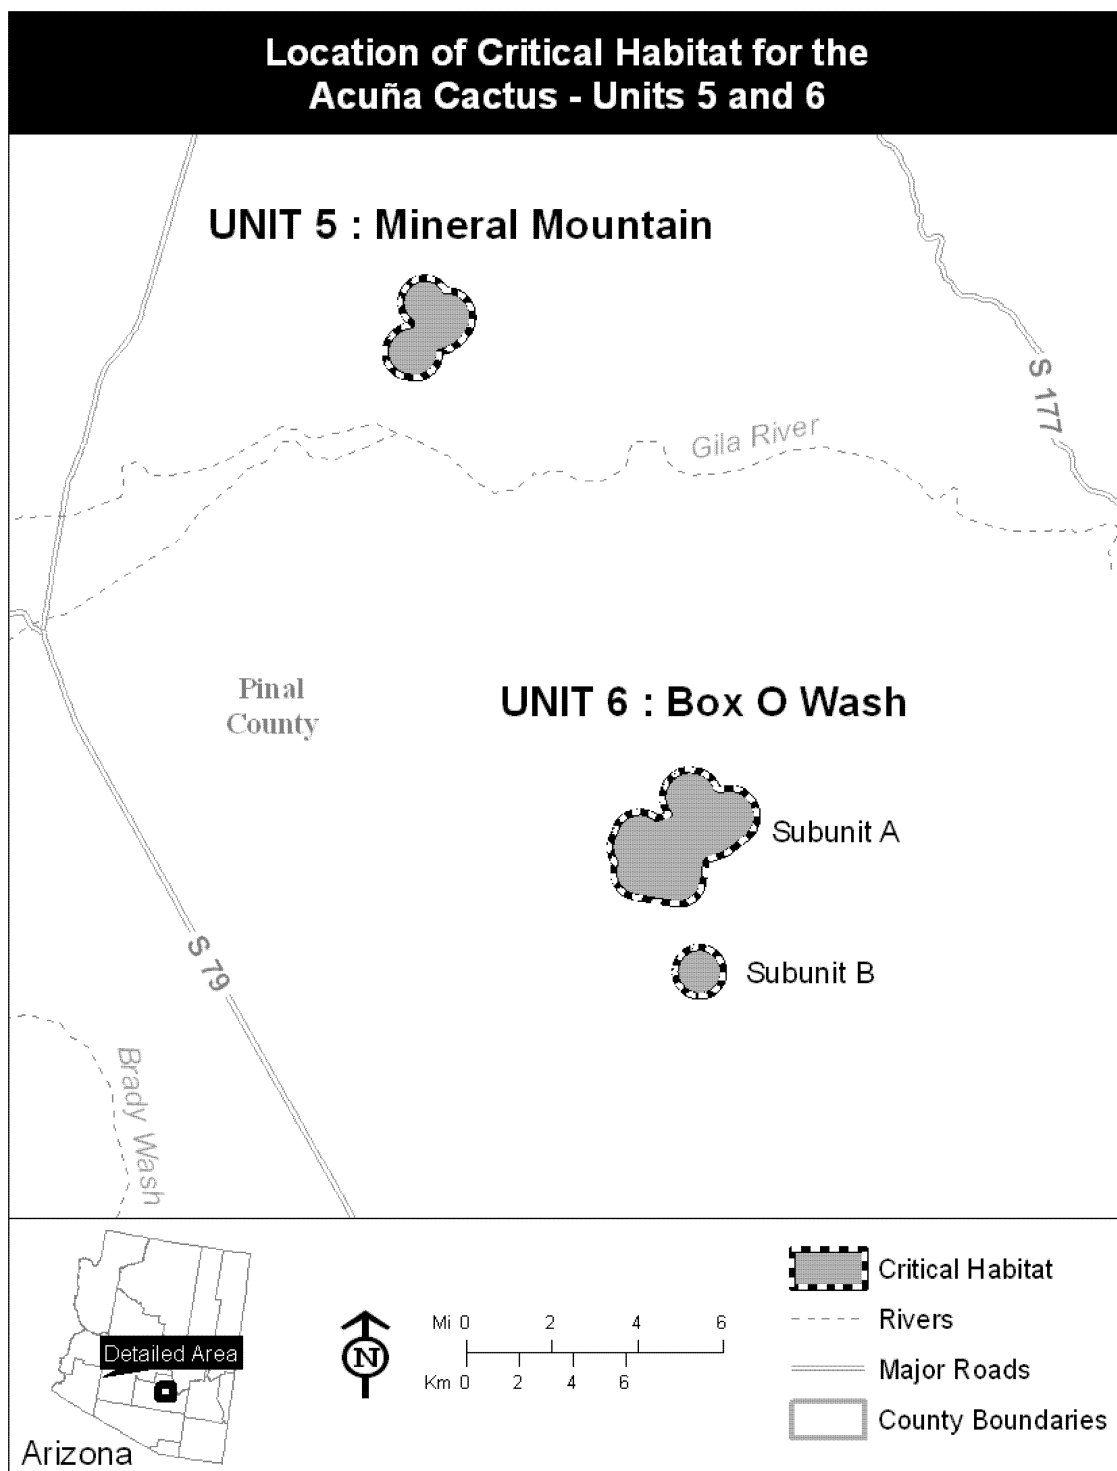 Location of Critical Habitat for the
Acuña Cactus - Units 5 and 6
UNIT 5 : Mineral Mountain
S 177
Gila River
Pinal
County
UNIT 6 : Box O Wash
Subunit A
S 79
Subunit B
Brady Wash
Detailed Area
Arizona
N
Mi 0 2 4 6
Km 0 2 4 6
Critical Habitat
Rivers
Major Roads
County Boundaries